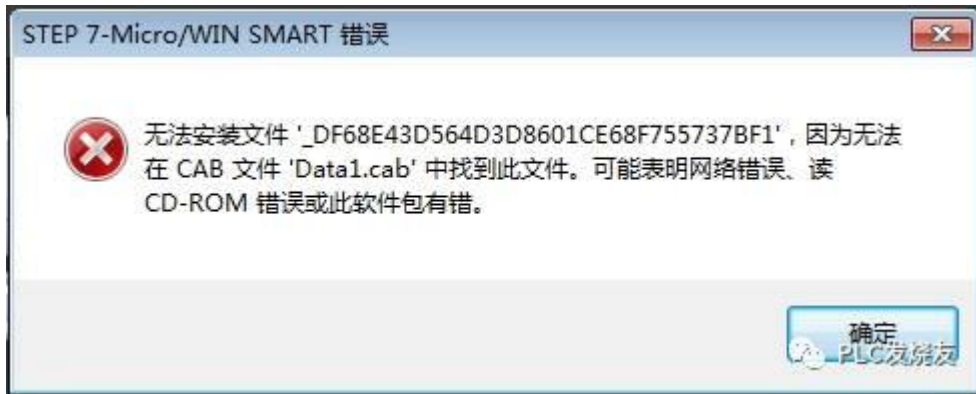 STEP 7-Micro/WIN SMART 错误
无法安装文件 '_DF68E43D564D3D8601CE68F755737BF1'，因为无法
在 CAB 文件 'Data1.cab' 中找到此文件。可能表明网络错误、读
CD-ROM 错误或此软件包有错。
确定
PLC发烧友